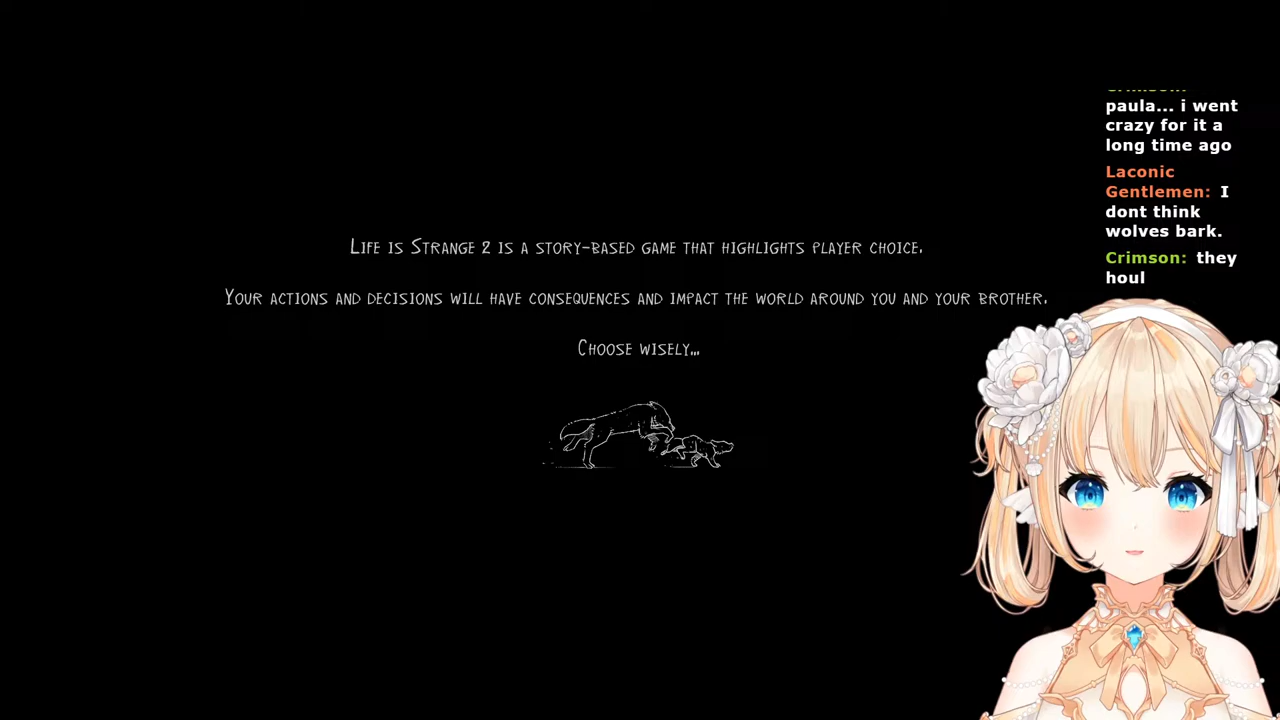 paula... i went
crazy for it a
long time ago
Laconic
Gentlemen: I
dont think
wolves bark.
Crimson: they
houl
Life is Strange 2 is a story-based game that highlights player choice.
Your actions and decisions will have consequences and impact the world around you and your brother.
Choose wisely...